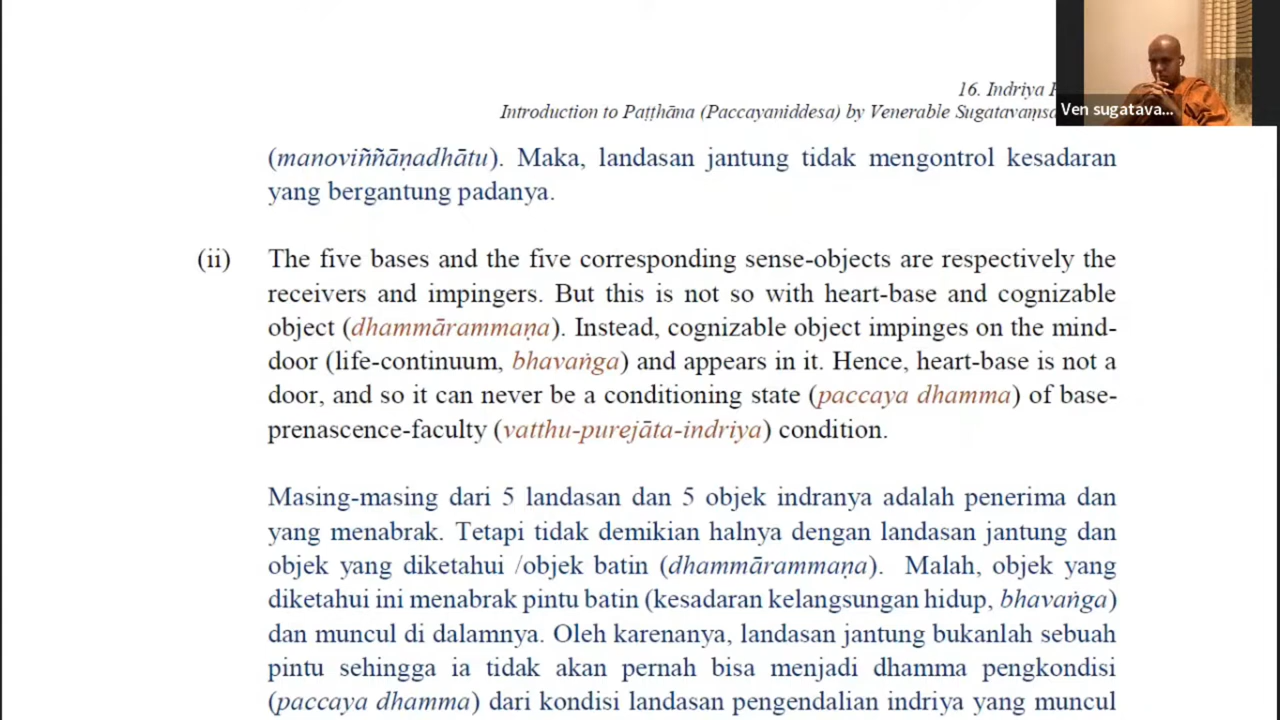 16. Indriya
Introduction to Paṭṭhāna (Paccayaniddesa) by Venerable
Ven sugatava...
(manoviññāṇadhātu). Maka, landasan jantung tidak mengontrol kesadaran
yang bergantung padanya.
(ii) The five bases and the five corresponding sense-objects are respectively the
receivers and impingers. But this is not so with heart-base and cognizable
object (dhammārammaṇa). Instead, cognizable object impinges on the mind-
door (life-continuum, bhavaṅga) and appears in it. Hence, heart-base is not a
door, and so it can never be a conditioning state (paccaya dhamma) of base-
prenascence-faculty (vatthu-purejāta-indriya) condition.
Masing-masing dari 5 landasan dan 5 objek indranya adalah penerima dan
yang menabrak. Tetapi tidak demikian halnya dengan landasan jantung dan
objek yang diketahui /objek batin (dhammārammaṇa). Malah, objek yang
diketahui ini menabrak pintu batin (kesadaran kelangsungan hidup, bhavaṅga)
dan muncul di dalamnya. Oleh karenanya, landasan jantung bukanlah sebuah
pintu sehingga ia tidak akan pernah bisa menjadi dhamma pengkondisi
(paccaya dhamma) dari kondisi landasan pengendalian indriya yang muncul